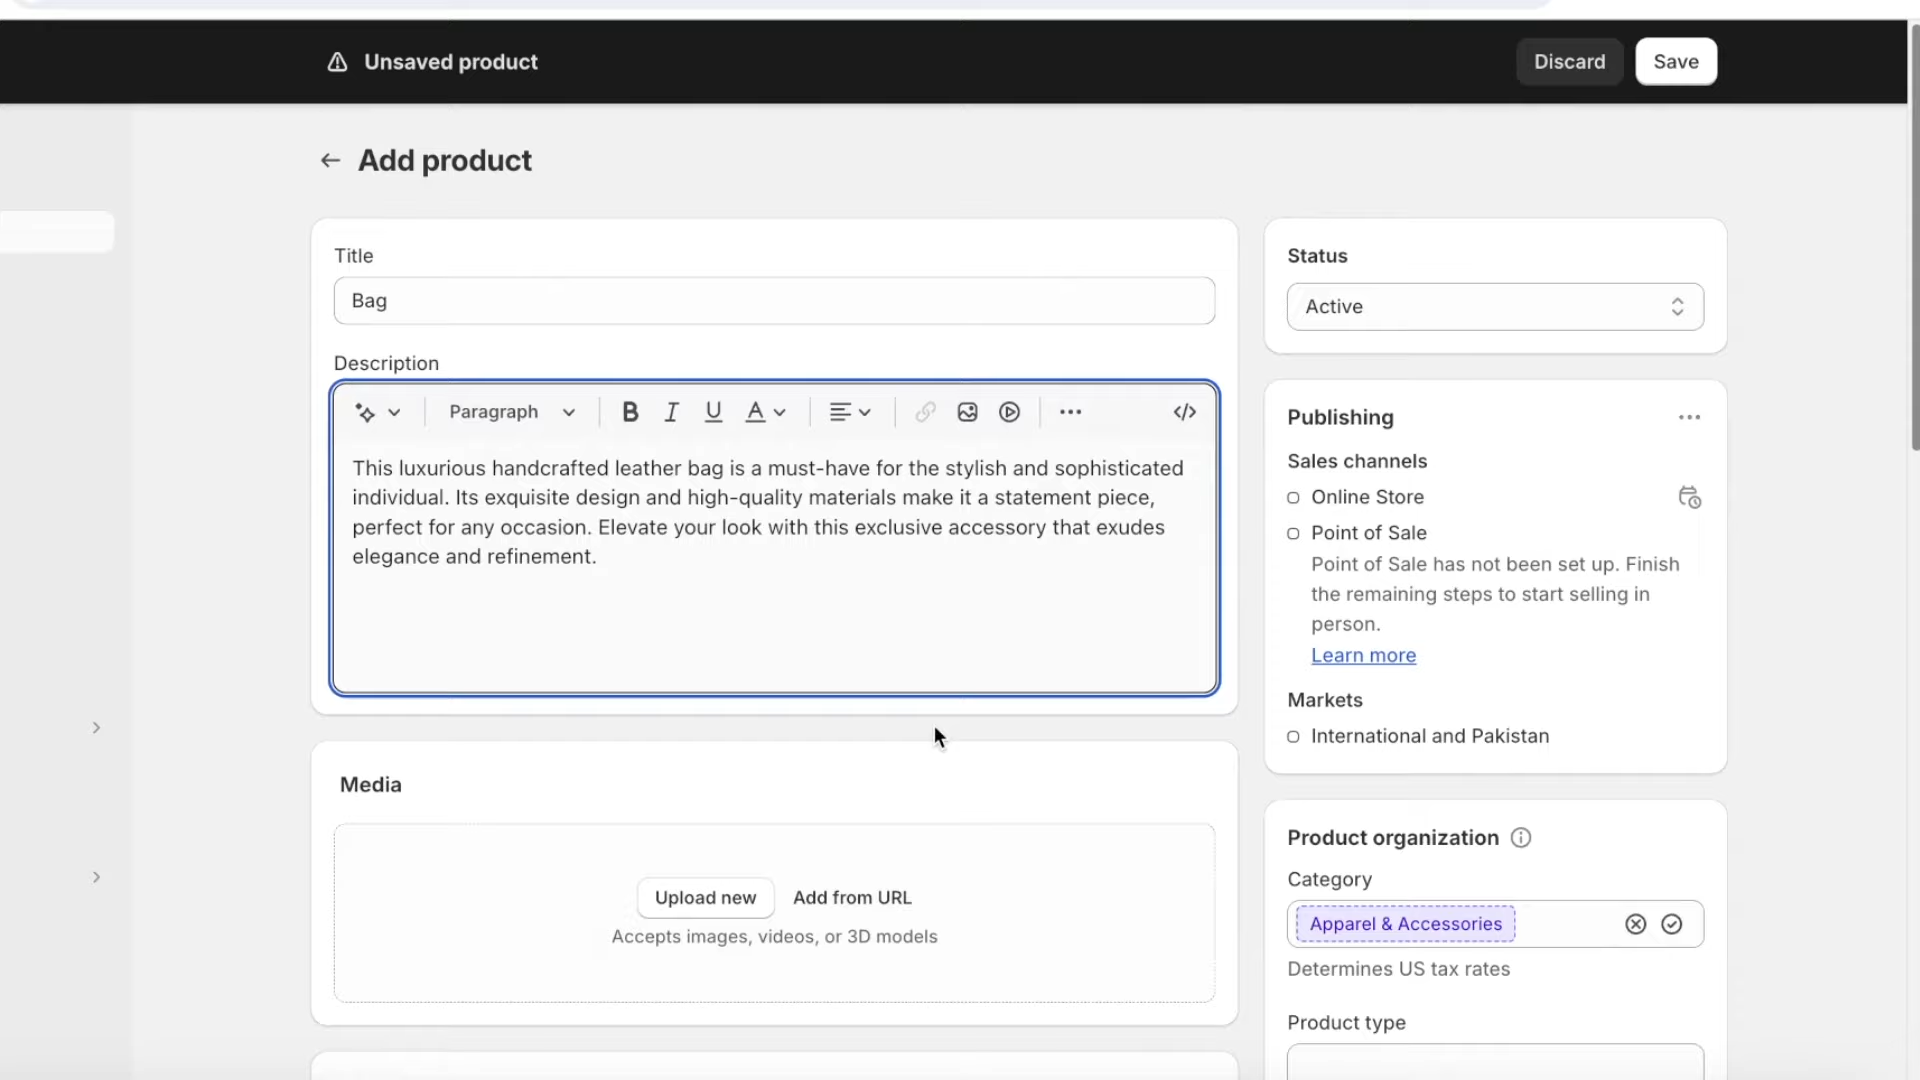 Unsaved product
Discard
Save
Add product
Title
Bag
Description
Paragraph
B I U A
This luxurious handcrafted leather bag is a must-have for the stylish and sophisticated
individual. Its exquisite design and high-quality materials make it a statement piece,
perfect for any occasion. Elevate your look with this exclusive accessory that exudes
elegance and refinement.
Media
Upload new
Add from URL
Accepts images, videos, or 3D models
Status
Active
Publishing
Sales channels
Online Store
Point of Sale
Point of Sale has not been set up. Finish
the remaining steps to start selling in
person.
Learn more
Markets
International and Pakistan
Product organization
Category
Apparel & Accessories
Determines US tax rates
Product type